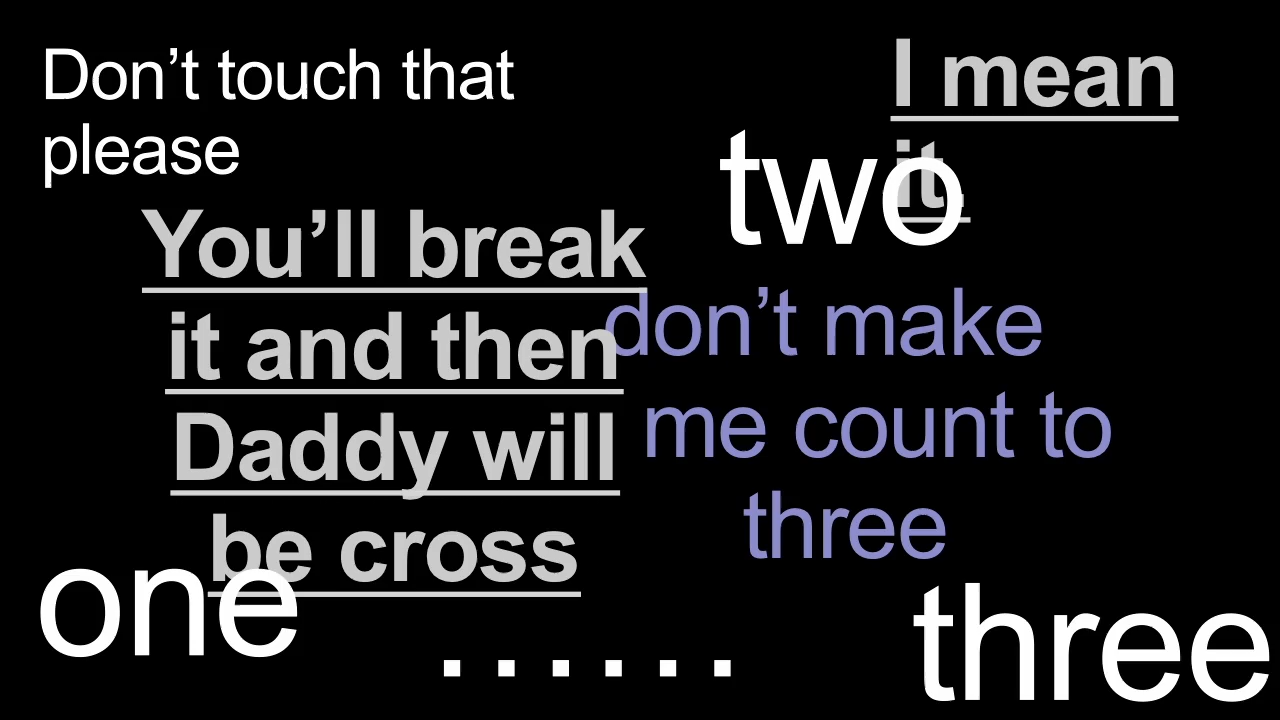 Don’t touch that
please
I mean
it.
You’ll break
it and then
Daddy will
be cross
don’t make
me count to
three
one
two
......
three